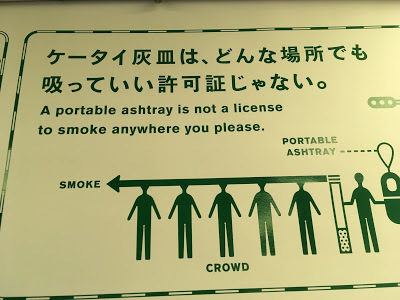 ケータイ灰皿は、どんな場所でも
吸っていい許可証じゃない。
A portable ashtray is not a license
to smoke anywhere you please.
PORTABLE
ASHTRAY
SMOKE
CROWD